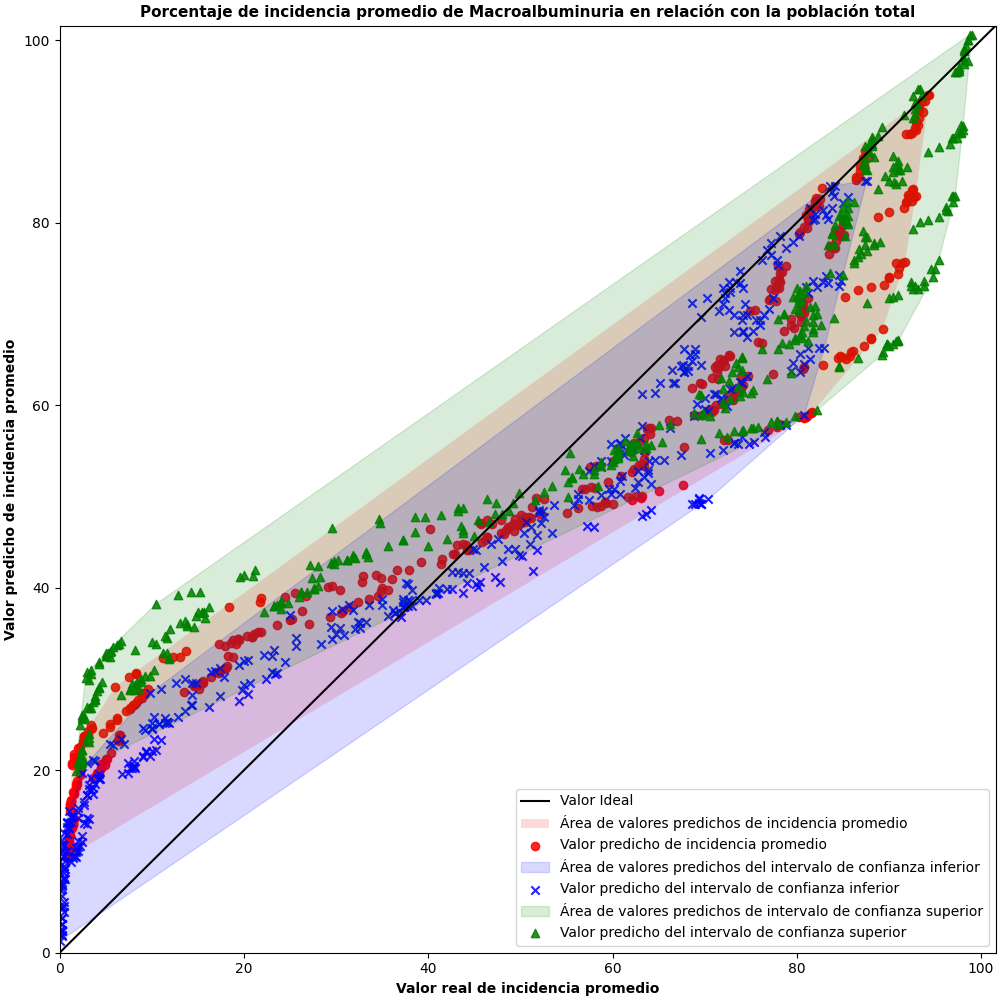 Porcentaje de incidencia promedio de Macroalbuminuria en relación con la población total
Valor predicho de incidencia promedio
100
80
60
40
20
0
0 20 40 60 80 100
Valor real de incidencia promedio
Valor Ideal
Área de valores predichos de incidencia promedio
Valor predicho de incidencia promedio
Área de valores predichos del intervalo de confianza inferior
Valor predicho del intervalo de confianza inferior
Área de valores predichos de intervalo de confianza superior
Valor predicho del intervalo de confianza superior